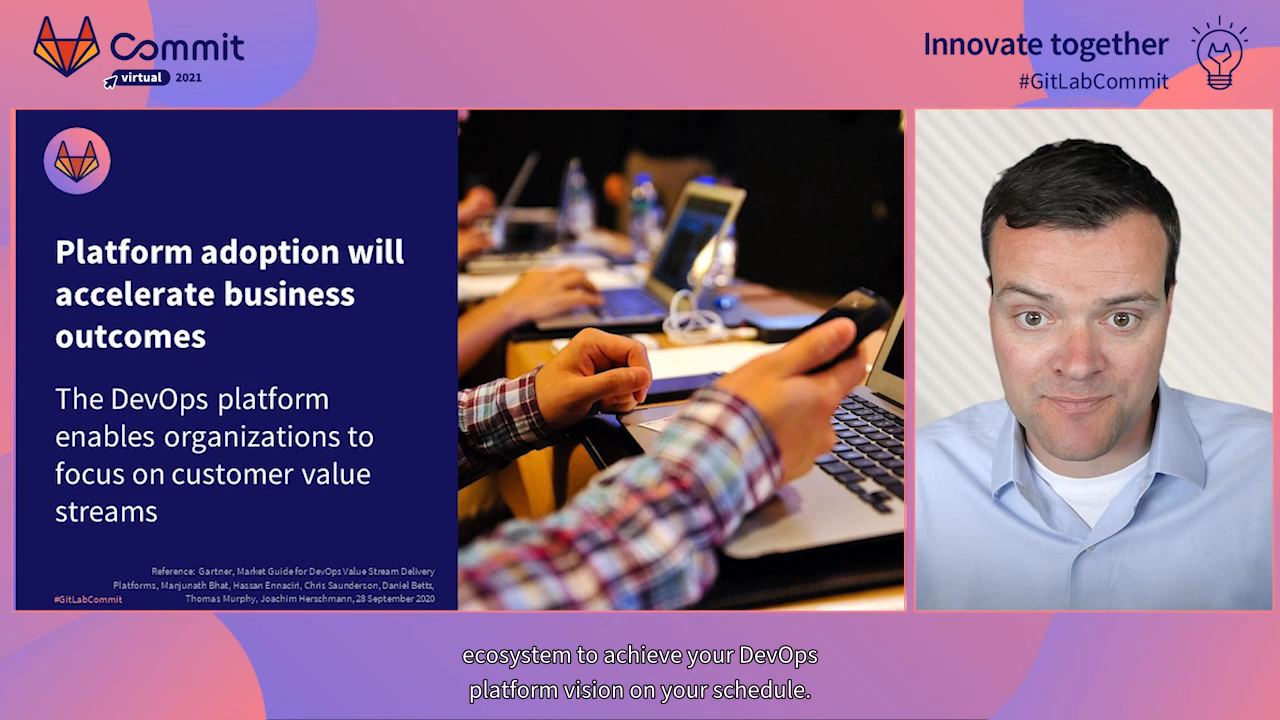 Commit
virtual 2021
Innovate together
#GitLabCommit
Platform adoption will
accelerate business
outcomes
The DevOps platform
enables organizations to
focus on customer value
streams
Reference: Gartner, Market Guide for DevOps Value Stream Delivery
Platforms, Manjunath Bhat, Hassan Ennaciri, Chris Saunderson, Daniel Betts,
Thomas Murphy, Joachim Herschmann, 28 September 2020
#GitLabCommit
ecosystem to achieve your DevOps
platform vision on your schedule.